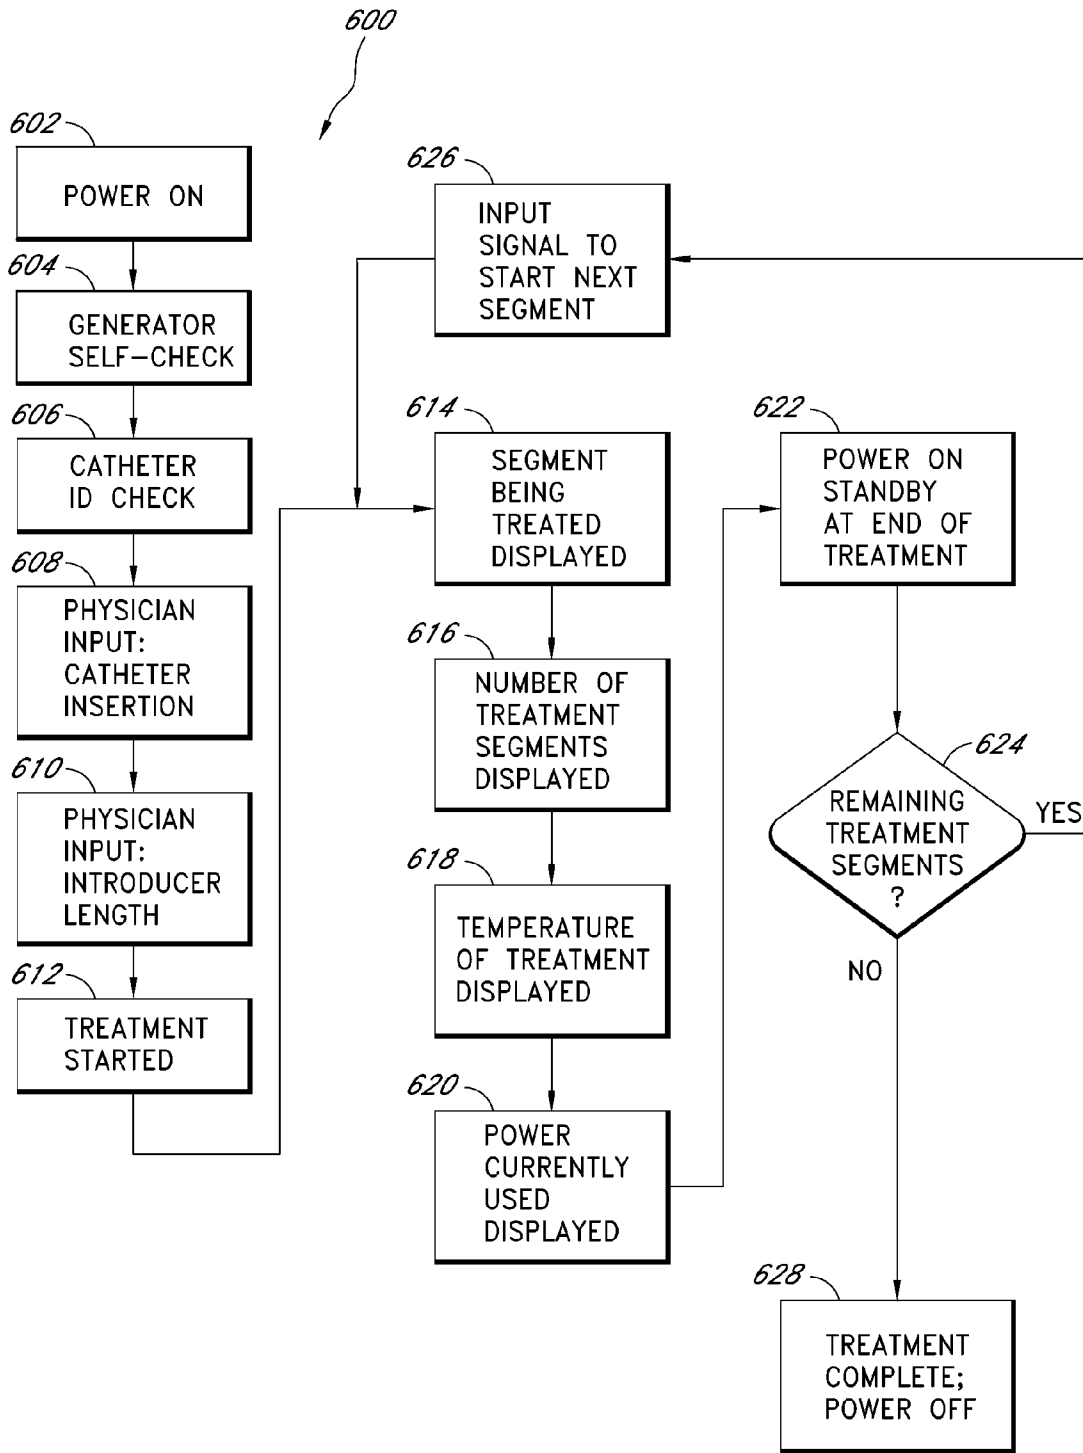 600
602
POWER ON
604
GENERATOR
SELF-CHECK
606
CATHETER
ID CHECK
608
PHYSICIAN
INPUT:
CATHETER
INSERTION
610
PHYSICIAN
INPUT:
INTRODUCER
LENGTH
612
TREATMENT
STARTED
626
INPUT
SIGNAL TO
START NEXT
SEGMENT
614
SEGMENT
BEING
TREATED
DISPLAYED
616
NUMBER OF
TREATMENT
SEGMENTS
DISPLAYED
618
TEMPERATURE
OF TREATMENT
DISPLAYED
620
POWER
CURRENTLY
USED
DISPLAYED
622
POWER ON
STANDBY
AT END OF
TREATMENT
624
REMAINING
TREATMENT
SEGMENTS
?
YES
NO
628
TREATMENT
COMPLETE;
POWER OFF